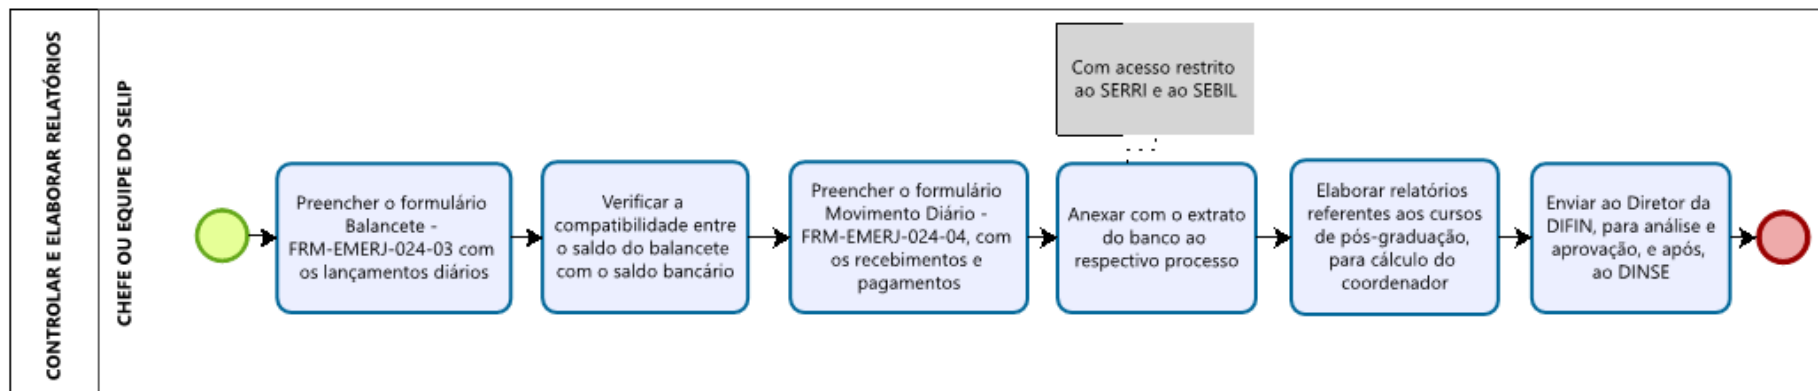 CONTROLAR E ELABORAR RELATÓRIOS
CHEFE OU EQUIPE DO SELIP
Preencher o formulário
Balancete -
FRM-EMERJ-024-03 com
os lançamentos diários
Verificar a
compatibilidade entre
o saldo do balancete
com o saldo bancário
Preencher o formulário
Movimento Diário -
FRM-EMERJ-024-04, com
os recebimentos e
pagamentos
Com acesso restrito
ao SERRI e ao SEBIL
Anexar com o extrato
do banco ao
respectivo processo
Elaborar relatórios
referentes aos cursos
de pós-graduação,
para cálculo do
coordenador
Enviar ao Diretor da
DIFIN, para análise e
aprovação, e após,
ao DINSE